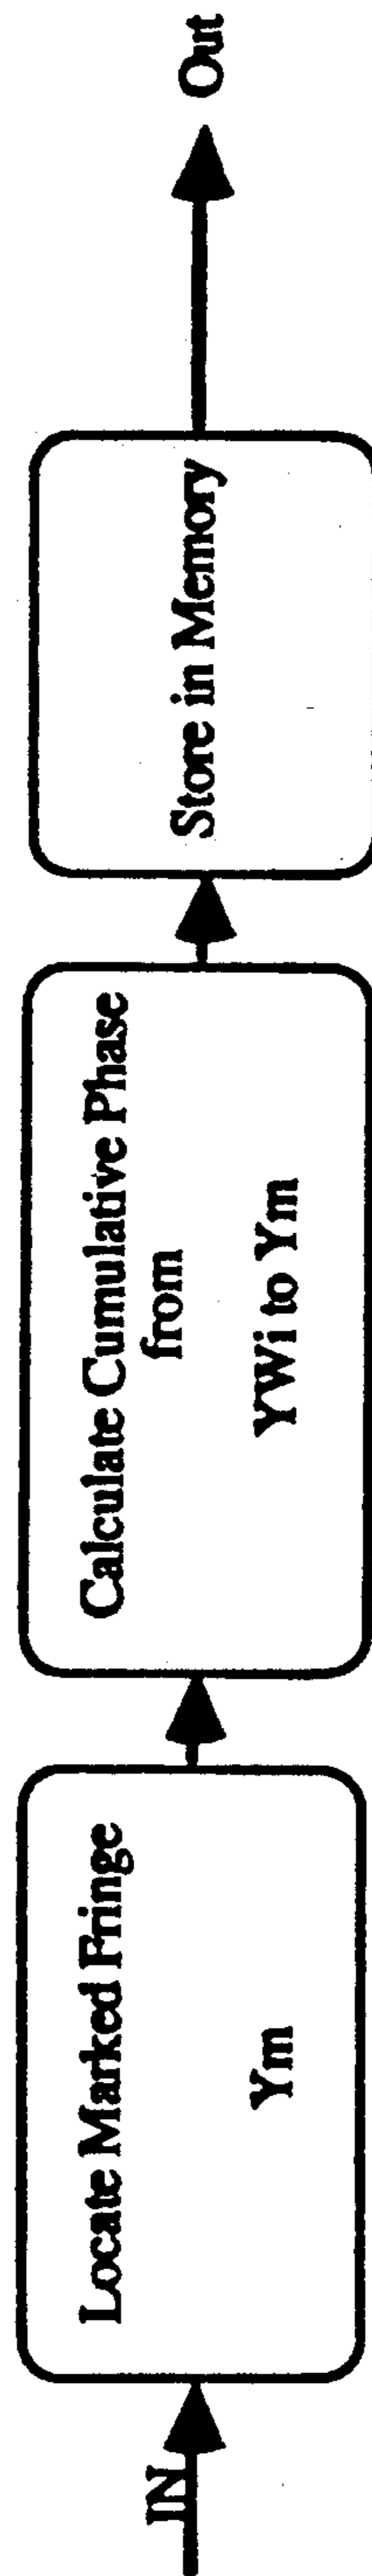 IN
Locate Marked Fringe
Ym
Calculate Cumulative Phase
from
YWi to Ym
Store in Memory
Out